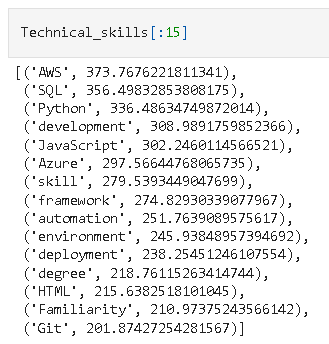 Technical_skills[:15]
[('AWS', 373.7676221811341),
('SQL', 356.49832853808175),
('Python', 336.48634749872014),
('development', 308.9891759852366),
('JavaScript', 302.2460114566521),
('Azure', 297.56644768065735),
('skill', 279.5393449047699),
('framework', 274.82930339077967),
('automation', 251.7639089575617),
('environment', 245.93848957394692),
('deployment', 238.25451246107554),
('degree', 218.76115263414744),
('HTML', 215.6382518101045),
('Familiarity', 210.97375243566142),
('Git', 201.87427254281567)]